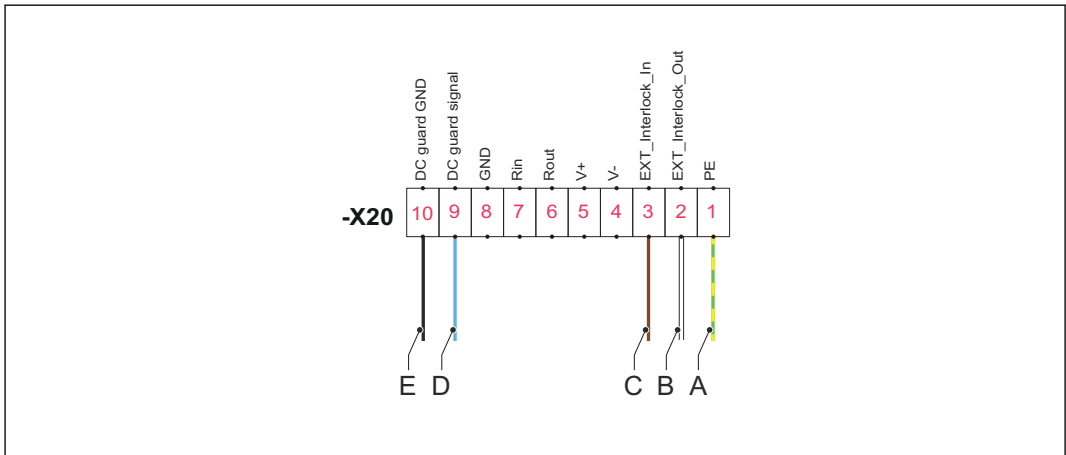 DC guard GND
DC guard signal
GND
Rin
Rout
V+
V-
EXT_Interlock_In
EXT_Interlock_Out
PE
-X20 10 9 8 7 6 5 4 3 2 1
E D C B A